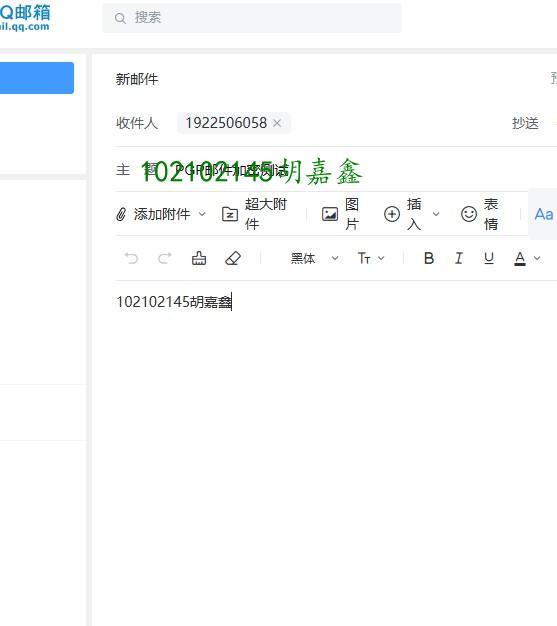 Q邮箱
搜索
ail.qq.com
新邮件
收件人 1922506058 × 抄送
主 题 PGP邮件加密测试
102102145胡嘉鑫
添加附件 超大附件 图片 插入 表情 Aa
黑体 TT B I U A
102102145胡嘉鑫